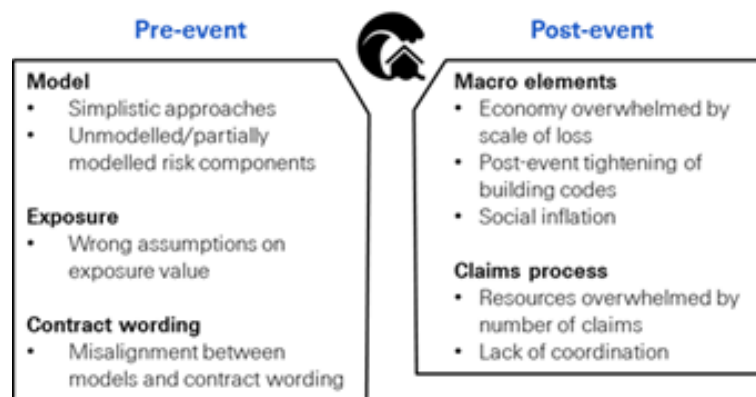 Pre-event
Model
• Simplistic approaches
• Unmodelled/partially
modelled risk components
Exposure
• Wrong assumptions on
exposure value
Contract wording
• Misalignment between
models and contract wording
Post-event
Macro elements
• Economy overwhelmed by
scale of loss
• Post-event tightening of
building codes
• Social inflation
Claims process
• Resources overwhelmed by
number of claims
• Lack of coordination